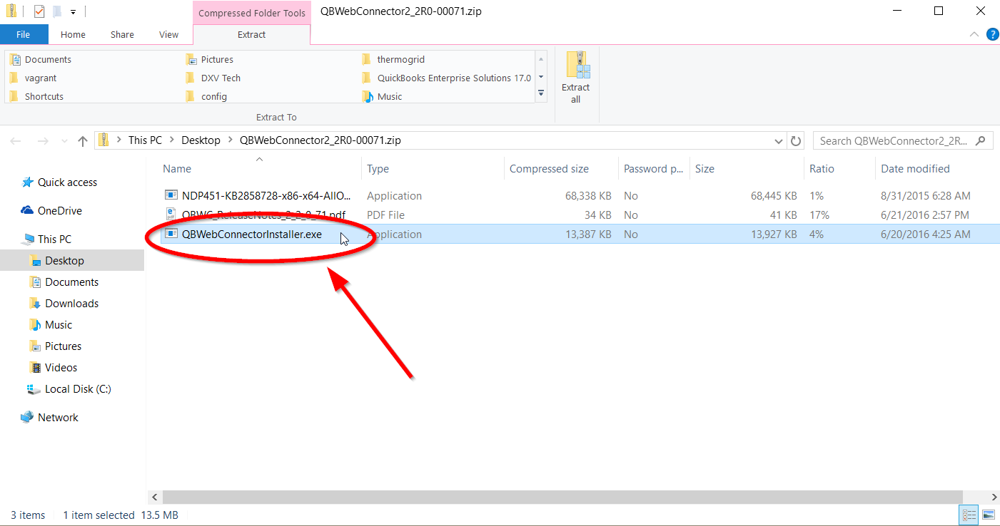 Compressed Folder Tools QBWebConnector2_2R0-00071.zip
File Home Share View Extract
Documents Pictures thermogrid
vagrant DXV Tech QuickBooks Enterprise Solutions 17.0
Shortcuts config Music
Extract
all
Extract To
This PC Desktop QBWebConnector2_2R0-00071.zip Search QBWebConnector2_2R...
Name Type Compressed size Password p... Size Ratio Date modified
NDP451-KB2858728-x86-x64-AllO... Application 68,338 KB No 68,445 KB 1% 8/31/2015 6:28 AM
QBWC_ReleaseNotes_2_2_0_71.pdf PDF File 34 KB No 41 KB 17% 6/21/2016 2:57 PM
QBWebConnectorInstaller.exe Application 13,387 KB No 13,927 KB 4% 6/20/2016 4:25 AM
Quick access
OneDrive
This PC
Desktop
Documents
Downloads
Music
Pictures
Videos
Local Disk (C:)
Network
3 items 1 item selected 13.5 MB